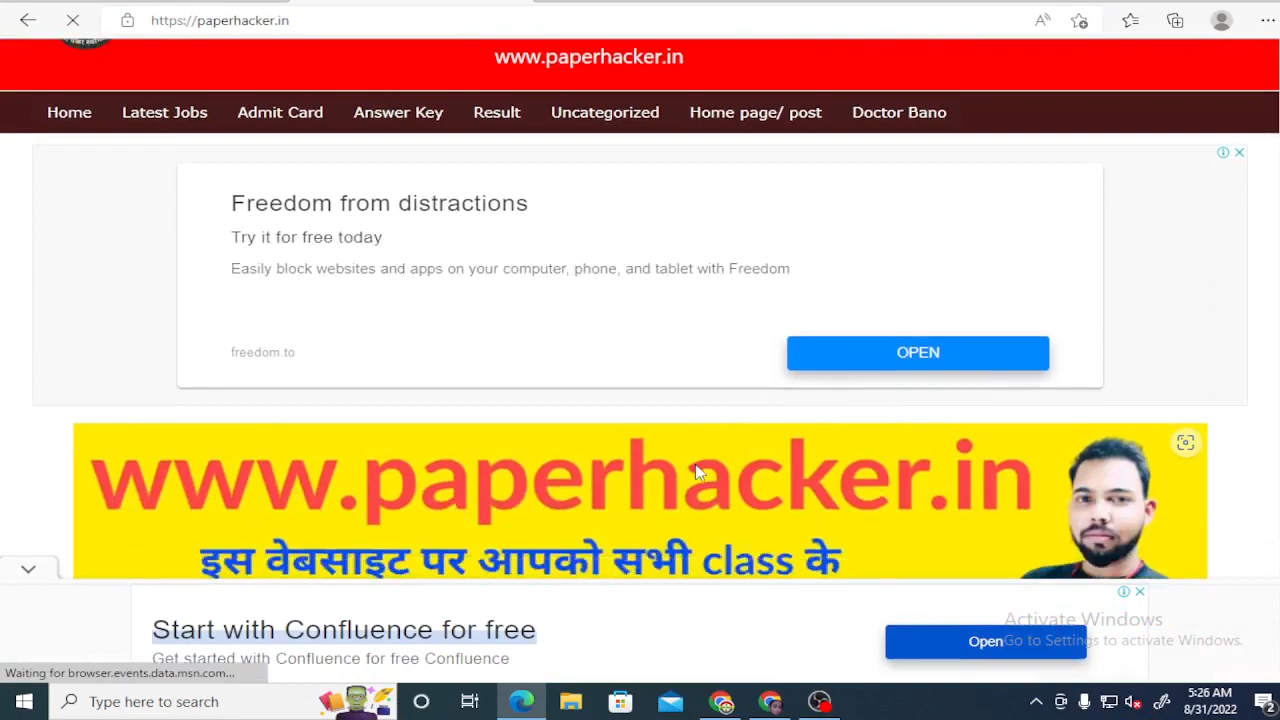 https://paperhacker.in
www.paperhacker.in
Home Latest Jobs Admit Card Answer Key Result Uncategorized Home page/ post Doctor Bano
Freedom from distractions
Try it for free today
Easily block websites and apps on your computer, phone, and tablet with Freedom
freedom.to
OPEN
www.paperhacker.in
इस वेबसाइट पर आपको सभी class के
Start with Confluence for free
Get started with Confluence for free Confluence
Open
Activate Windows
Go to Settings to activate Windows.
Waiting for browser.events.data.msn.com...
Type here to search
5:26 AM
8/31/2022
2